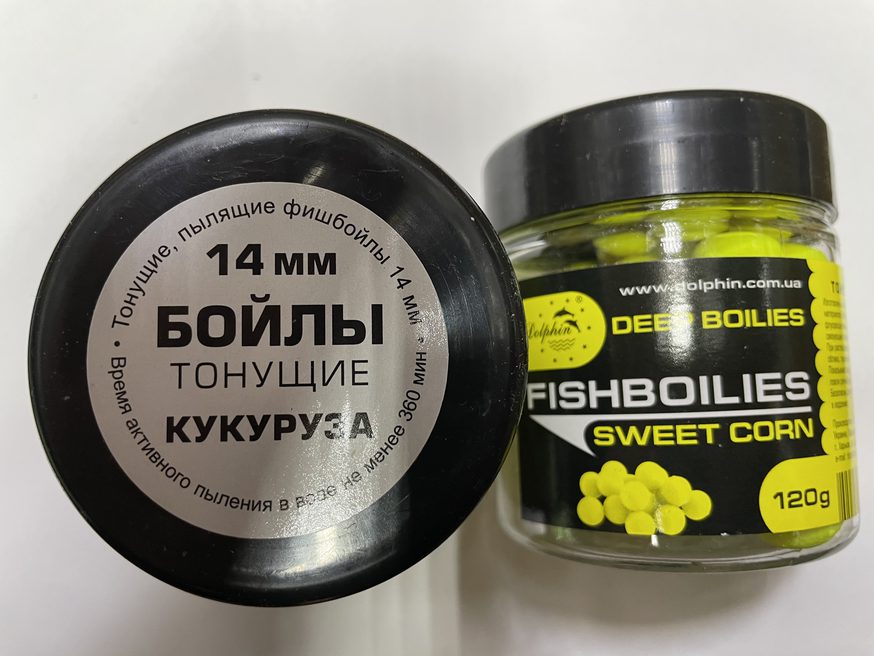 Тонущие, пылящие фишбойлы 14 мм
14 мм
БОЙЛЫ
ТОНУЩИЕ
КУКУРУЗА
Время активного пыления в воде не менее 360 мин
www.dolphin.com.ua
Dolphin
DEEP BOILIES
FISHBOILIES
SWEET CORN
120g